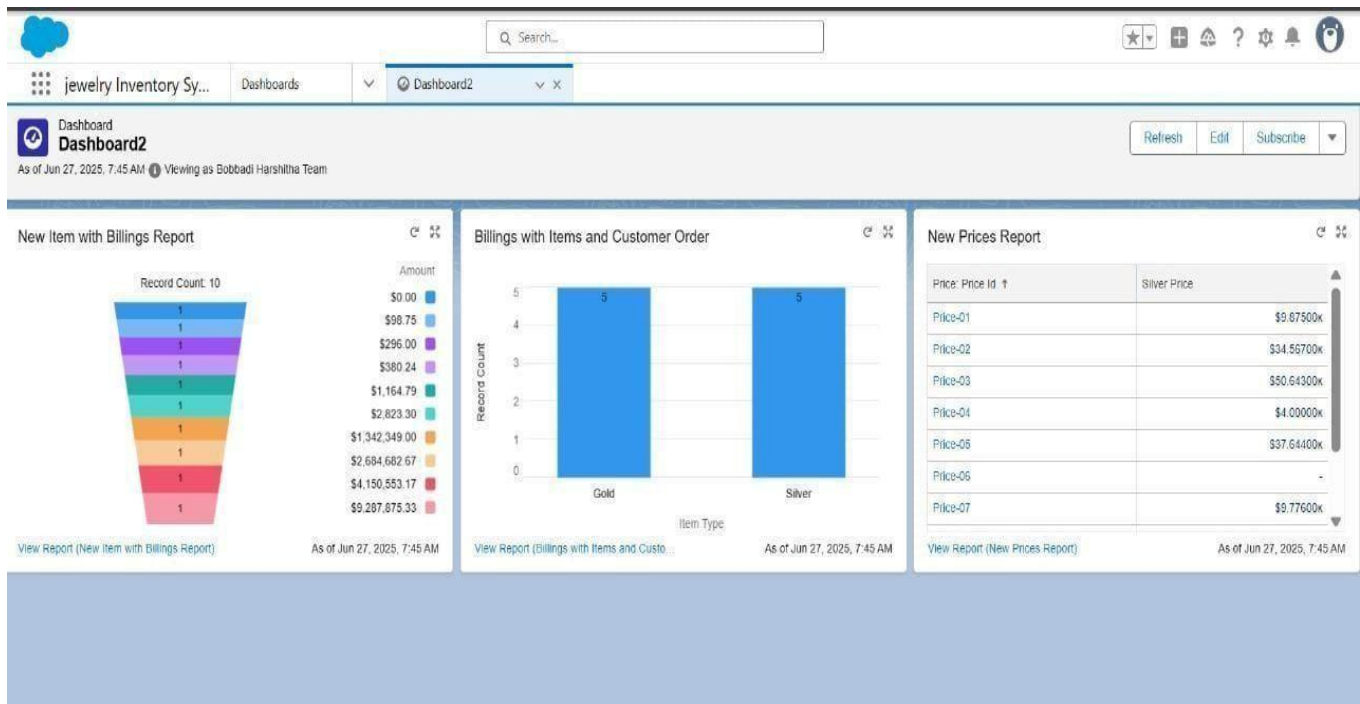 Search...
jewelry Inventory Sy...
Dashboards
Dashboard2
Dashboard
Dashboard2
As of Jun 27, 2025, 7:45 AM Viewing as Bobbadi Harshitha Team
Refresh
Edit
Subscribe
New Item with Billings Report
Record Count: 10
Amount
1
1
1
1
1
1
1
1
1
1
$0.00
$98.75
$296.00
$380.24
$1,164.79
$2,823.30
$1,342,349.00
$2,684,682.67
$4,150,553.17
$9,287,875.33
View Report (New Item with Billings Report)
As of Jun 27, 2025, 7:45 AM
Billings with Items and Customer Order
Record Count
5
4
3
2
1
0
5
5
Gold
Silver
Item Type
View Report (Billings with Items and Custo...
As of Jun 27, 2025, 7:45 AM
New Prices Report
Price: Price Id ↑ Silver Price
Price-01 $9.87500K
Price-02 $34.56700K
Price-03 $50.64300K
Price-04 $4.00000K
Price-05 $37.64400K
Price-06 -
Price-07 $9.77600K
View Report (New Prices Report)
As of Jun 27, 2025, 7:45 AM